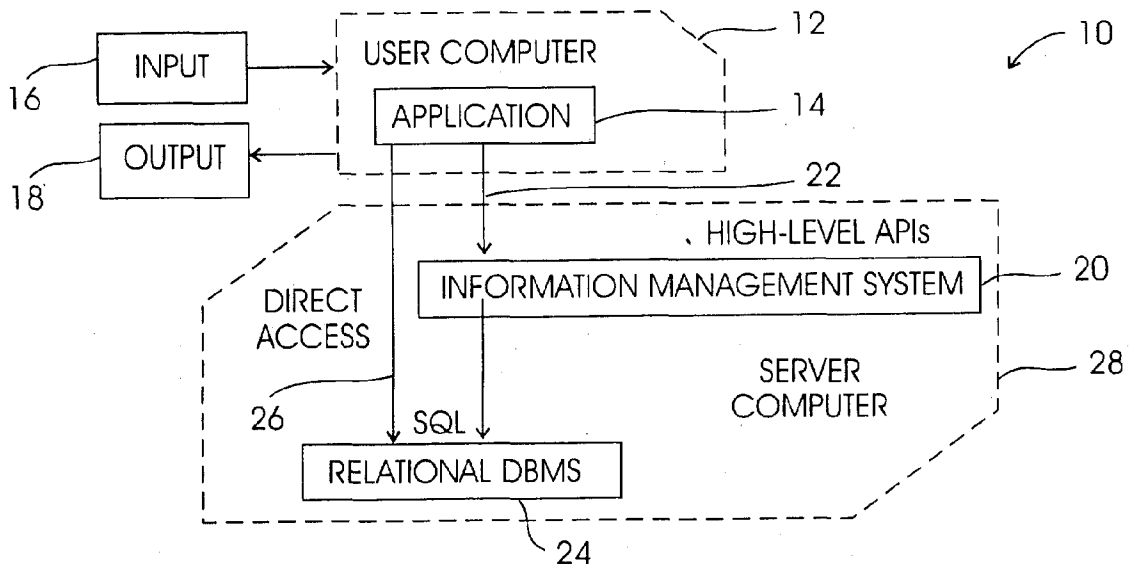 12
10
INPUT
USER COMPUTER
16
APPLICATION
14
OUTPUT
18
22
HIGH-LEVEL APIs
20
INFORMATION MANAGEMENT SYSTEM
DIRECT
ACCESS
SERVER
COMPUTER
28
26
SQL
RELATIONAL DBMS
24